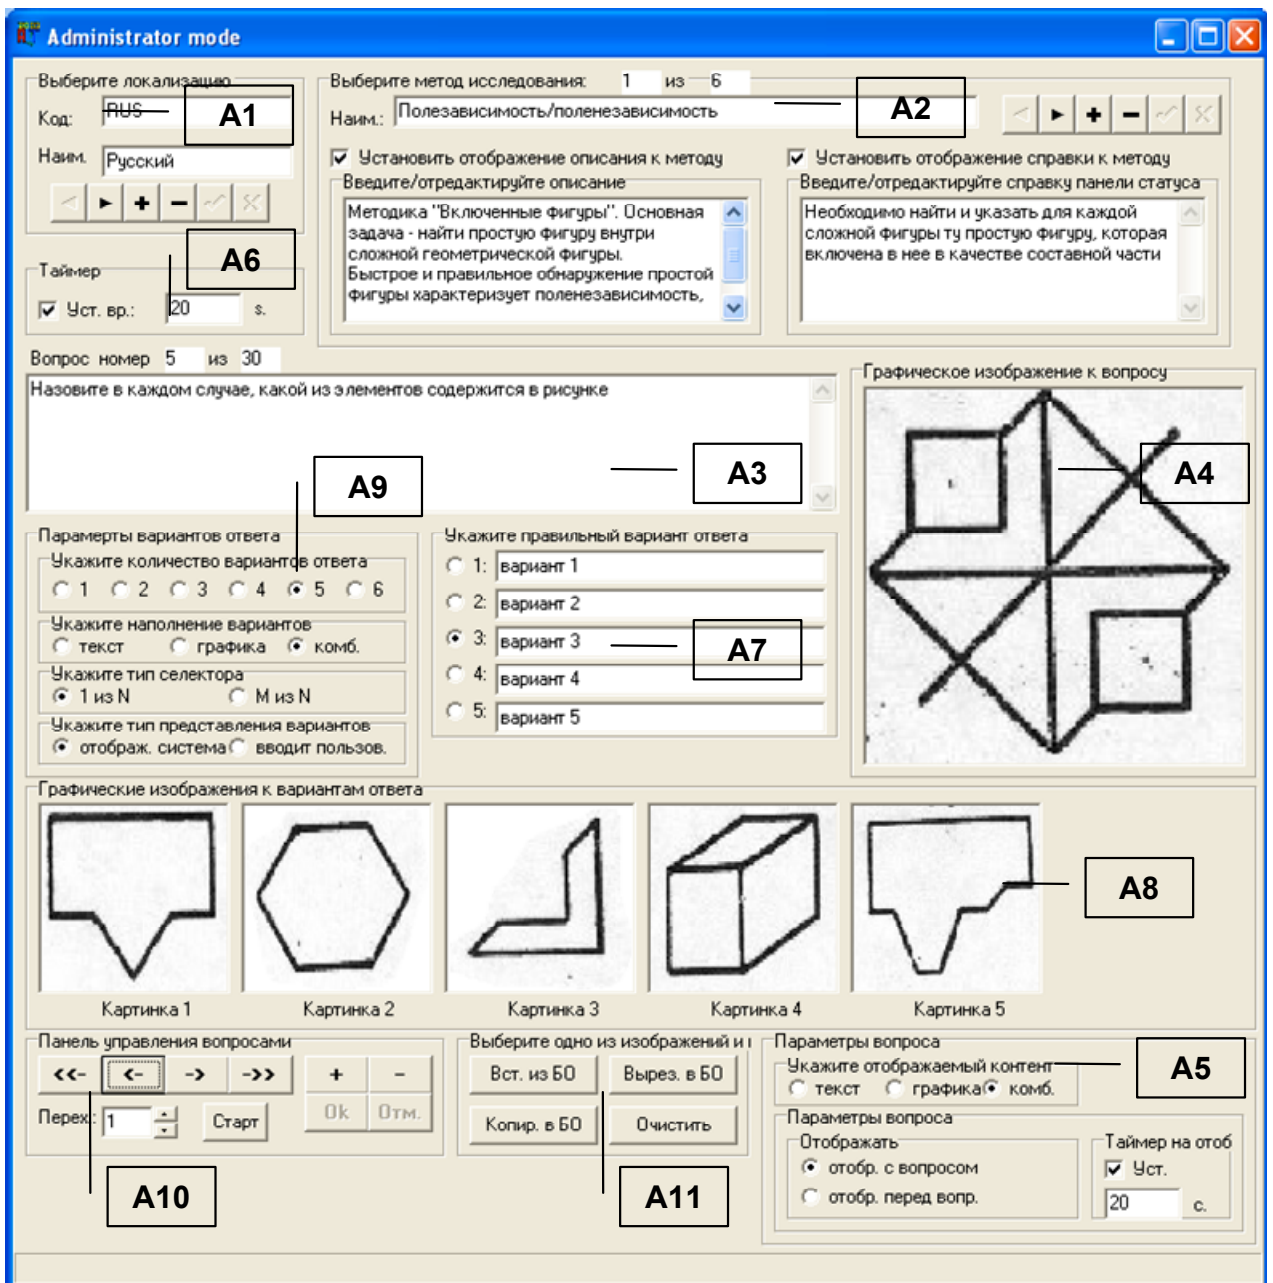 Administrator mode
Выберите локализацию
Код: RUS
A1
Наим. Русский
Выберите метод исследования: 1 из 6
Наим.: Полезависимость/поленезависимость
A2
Установить отображение описания к методу
Установить отображение справки к методу
Введите/отредактируйте описание
Методика "Включенные фигуры". Основная
задача - найти простую фигуру внутри
сложной геометрической фигуры.
Быстрое и правильное обнаружение простой
фигуры характеризует поленезависимость,
Введите/отредактируйте справку панели статуса
Необходимо найти и указать для каждой
сложной фигуры ту простую фигуру, которая
включена в нее в качестве составной части
A6
Таймер
Уст. вр.: 20 s.
Вопрос номер 5 из 30
Назовите в каждом случае, какой из элементов содержится в рисунке
A9
A3
Графическое изображение к вопросу
A4
Парамерты вариантов ответа
Укажите количество вариантов ответа
1 2 3 4 5 6
Укажите наполнение вариантов
текст графика комб.
Укажите тип селектора
1 из N М из N
Укажите тип представления вариантов
отображ. система вводит пользов.
Укажите правильный вариант ответа
1: вариант 1
2: вариант 2
3: вариант 3
A7
4: вариант 4
5: вариант 5
Графические изображения к вариантам ответа
A8
Картинка 1 Картинка 2 Картинка 3 Картинка 4 Картинка 5
Панель управления вопросами
<<- <- -> ->> + -
Перех.: 1 Старт Ok Отм.
A10
Выберите одно из изображений и
Вст. из БО Вырез. в БО
Копир. в БО Очистить
A11
Параметры вопроса
Укажите отображаемый контент
текст графика комб.
A5
Параметры вопроса
Отображать
отобр. с вопросом
отобр. перед вопр.
Таймер на отоб
Уст.
20 с.